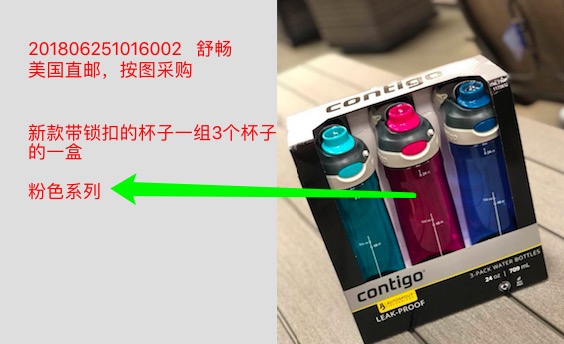 201806251016002 舒畅
美国直邮，按图采购
新款带锁扣的杯子一组3个杯子
的一盒
粉色系列
contigo
contigo
AUTOSPOUT
LEAK-PROOF
3-PACK WATER BOTTLES
24 oz | 709 mL